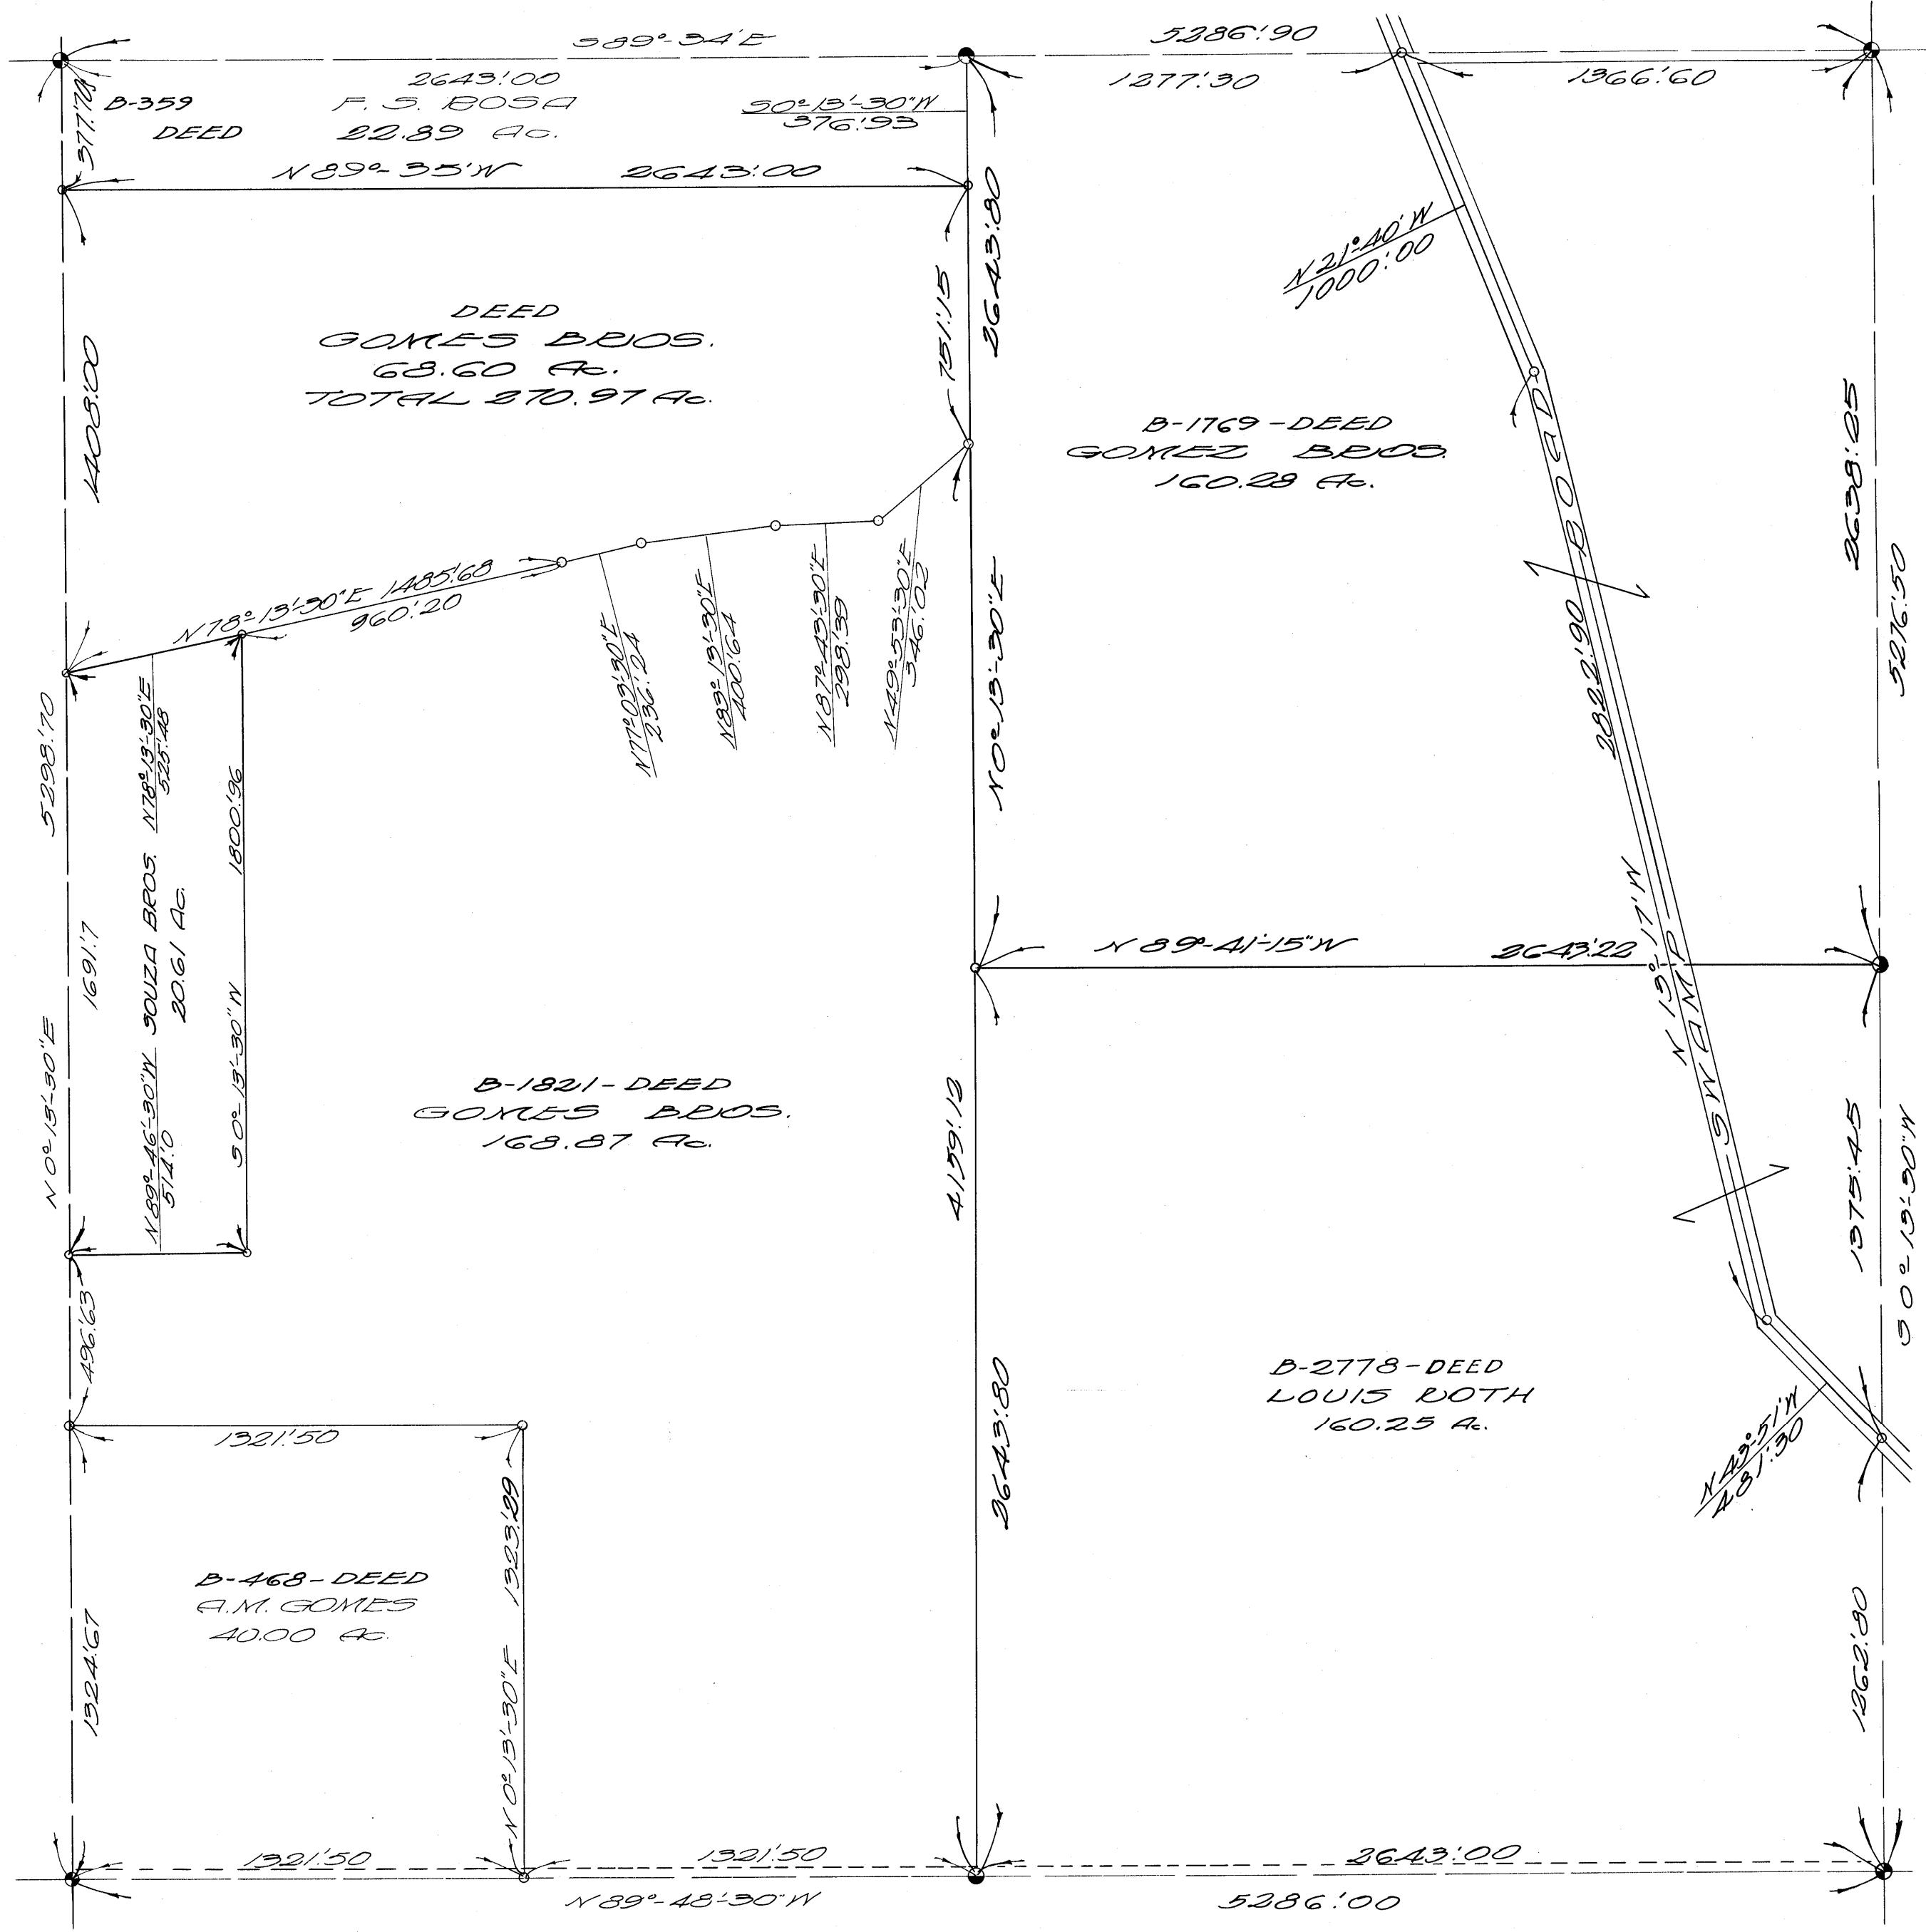 S89°-34'E
5286'.90
2643'.00
1277'.30
1366'.60
377'.70
B-359
DEED
F. S. ROSA
22.89 Ac.
S0°-13'-30"W
376'.93
N89°-35'W 2643'.00
2643'.80
N21°-40'W
1000'.00
DEED
GOMES BROS.
68.60 Ac.
TOTAL 270.97 Ac.
1408'.00
751'.15
B-1769-DEED
GOMEZ BROS.
160.28 Ac.
2638'.25
5276'.50
SWAMP ROAD
2822'.90
N 13°-17'W
N78°-13'-30"E 1485'.68
960'.20
N77°-03'-30"E
236'.24
N83°-13'-30"E
400'.64
N87°-43'-30"E
298'.39
N49°-53'-30"E
346'.02
N0°-13'-30"E
5298'.70
N78°-13'-30"E
525'.48
1800'.96
SOUZA BROS.
20.61 Ac.
1691'.7
S0°-13'-30"W
N89°-46'-30"W
514'.0
N0°-13'-30"E
N89°-41'-15"W 2643'.22
B-1821-DEED
GOMES BROS.
168.87 Ac.
4159'.12
1375'.45
S0°-13'-30"W
496'.63
2643'.80
B-2778-DEED
LOUIS ROTH
160.25 Ac.
N43°-51'W
481'.30
1321'.50
1323'.29
B-468-DEED
A.M. GOMES
40.00 Ac.
1324'.67
N0°-13'-30"E
1262'.80
1321'.50
1321'.50
2643'.00
N89°-48'-30"W
5286'.00